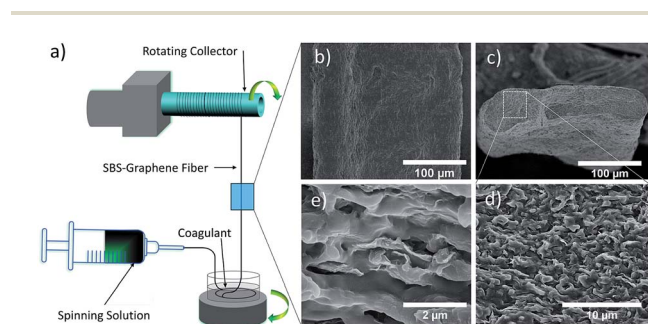 a)
Rotating Collector
SBS-Graphene Fiber
Coagulant
Spinning Solution
b)
100 µm
c)
100 µm
e)
2 µm
d)
10 µm